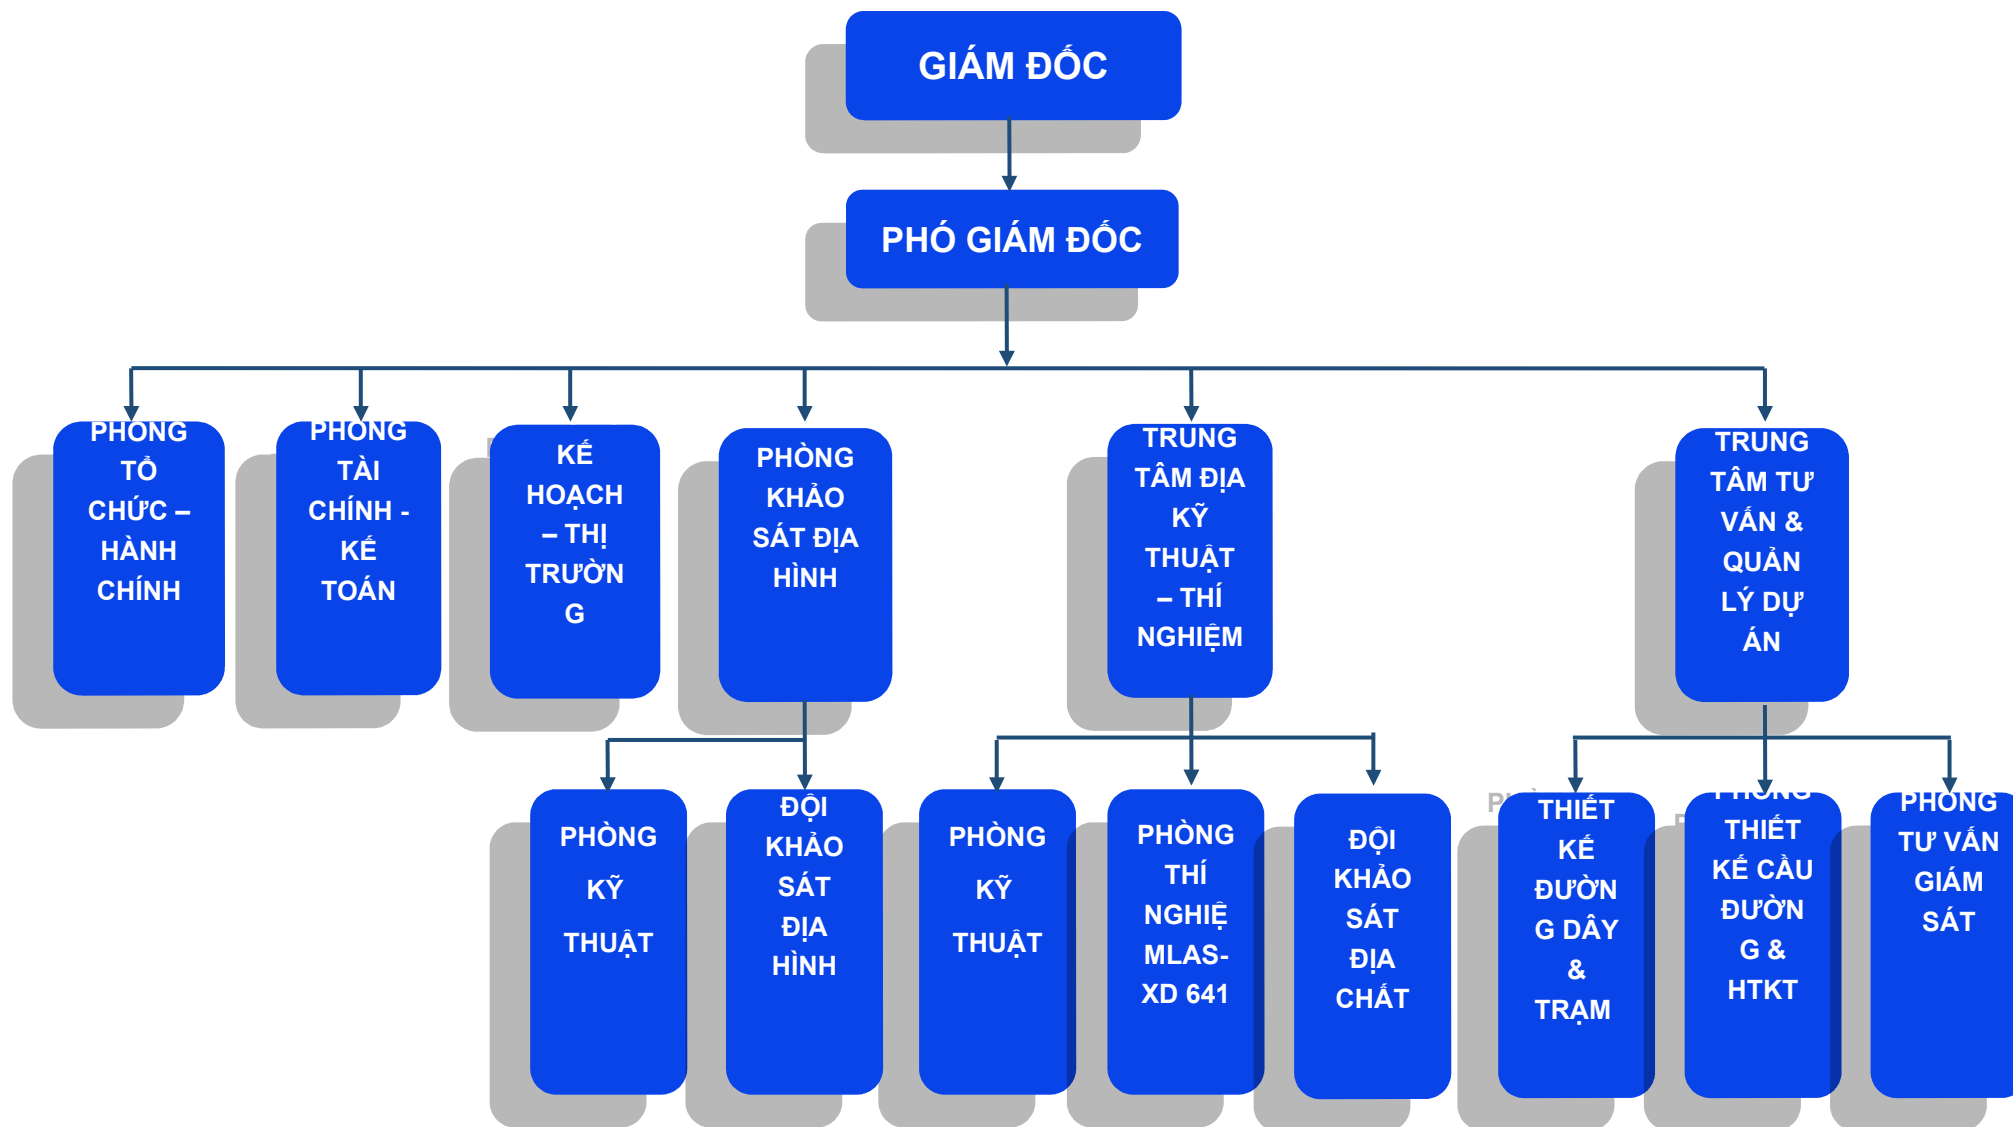 GIÁM ĐỐC
PHÓ GIÁM ĐỐC
PHÒNG
TỔ
CHỨC –
HÀNH
CHÍNH
PHÒNG
TÀI
CHÍNH -
KẾ
TOÁN
KẾ
HOẠCH
– THỊ
TRƯỜN
G
PHÒNG
KHẢO
SÁT ĐỊA
HÌNH
TRUNG
TÂM ĐỊA
KỸ
THUẬT
– THÍ
NGHIỆM
TRUNG
TÂM TƯ
VẤN &
QUẢN
LÝ DỰ
ÁN
PHÒNG
KỸ
THUẬT
ĐỘI
KHẢO
SÁT
ĐỊA
HÌNH
PHÒNG
KỸ
THUẬT
PHÒNG
THÍ
NGHIỆ
MLAS-
XD 641
ĐỘI
KHẢO
SÁT
ĐỊA
CHẤT
THIẾT
KẾ
ĐƯỜN
G DÂY
&
TRẠM
PHÒNG
THIẾT
KẾ CẦU
ĐƯỜN
G &
HTKT
PHÒNG
TƯ VẤN
GIÁM
SÁT